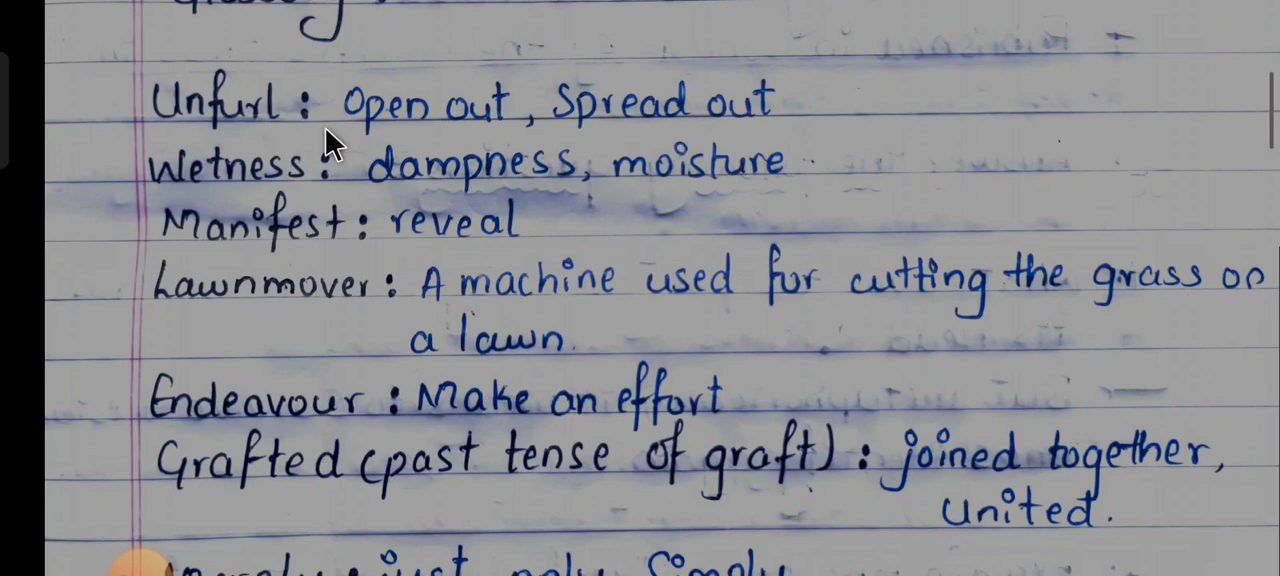 Unfurl : Open out, Spread out
Wetness : dampness, moisture
Manifest : reveal
Lawnmover : A machine used for cutting the grass on
a lawn.
Endeavour : Make an effort
Grafted (past tense of graft) : joined together,
united.